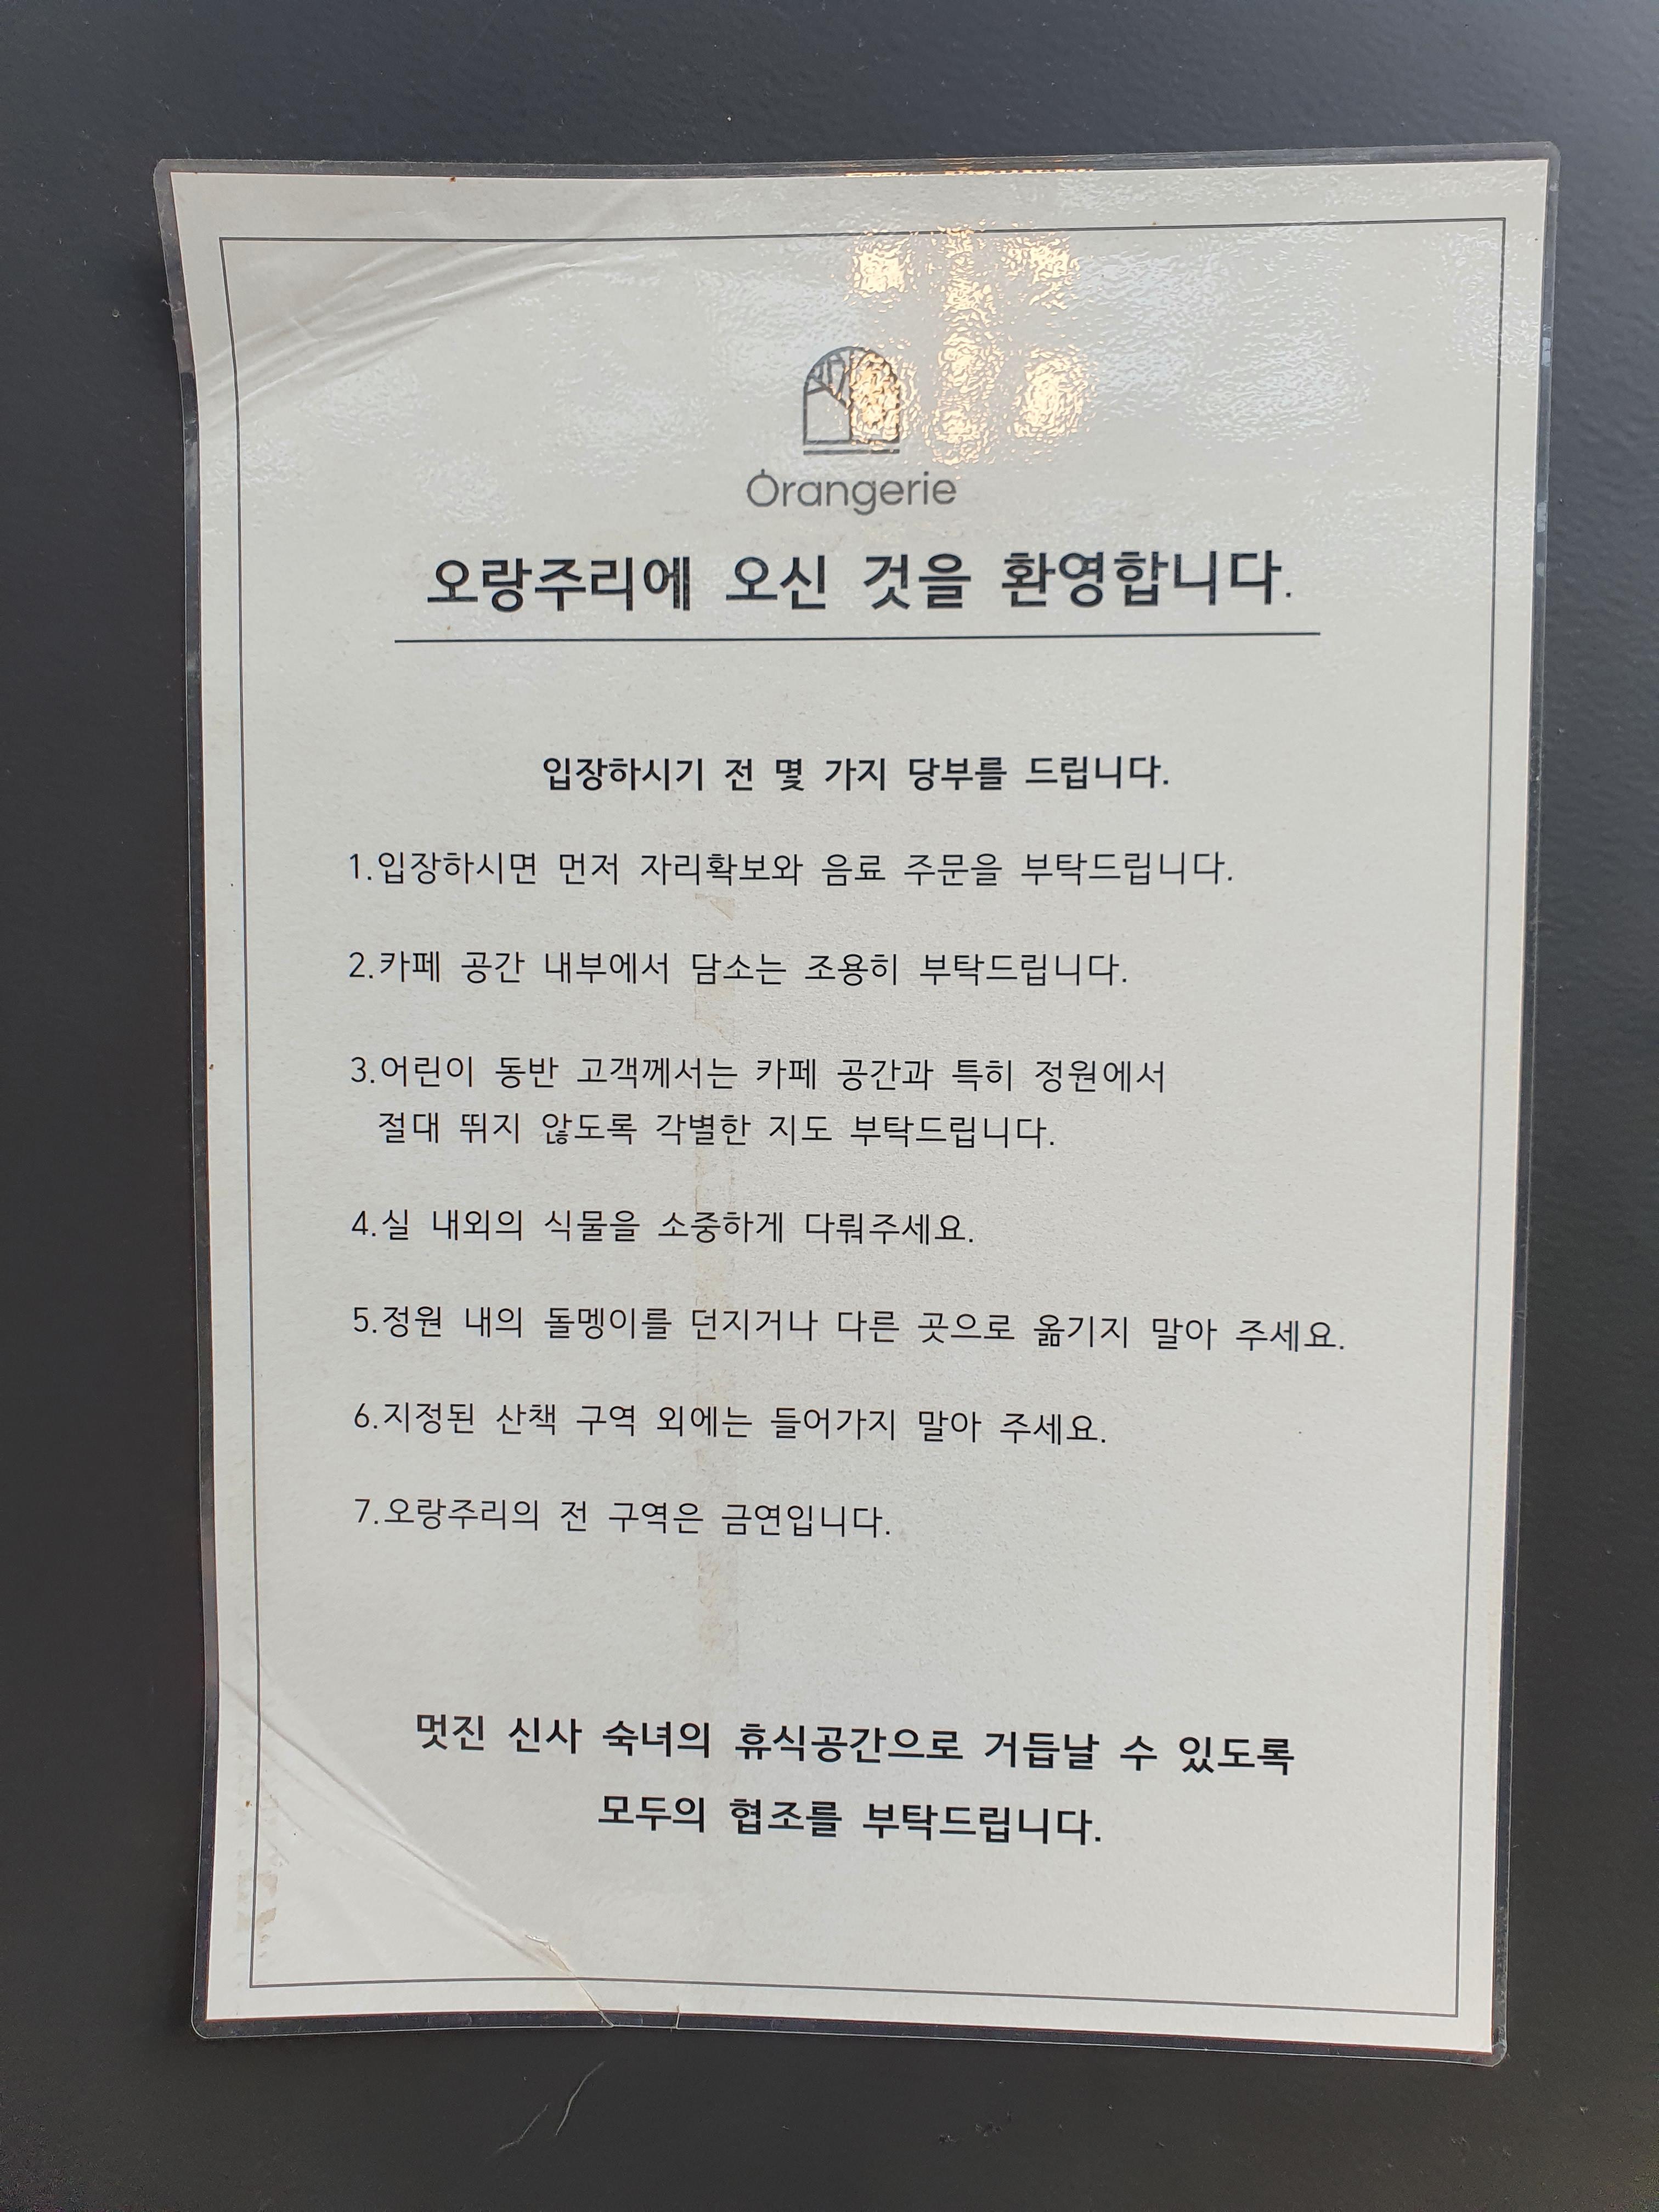 Orangerie
오랑주리에 오신 것을 환영합니다.
입장하시기 전 몇 가지 당부를 드립니다.
1.입장하시면 먼저 자리확보와 음료 주문을 부탁드립니다.
2.카페 공간 내부에서 담소는 조용히 부탁드립니다.
3.어린이 동반 고객께서는 카페 공간과 특히 정원에서
절대 뛰지 않도록 각별한 지도 부탁드립니다.
4.실 내외의 식물을 소중하게 다뤄주세요.
5.정원 내의 돌멩이를 던지거나 다른 곳으로 옮기지 말아 주세요.
6.지정된 산책 구역 외에는 들어가지 말아 주세요.
7.오랑주리의 전 구역은 금연입니다.
멋진 신사 숙녀의 휴식공간으로 거듭날 수 있도록
모두의 협조를 부탁드립니다.